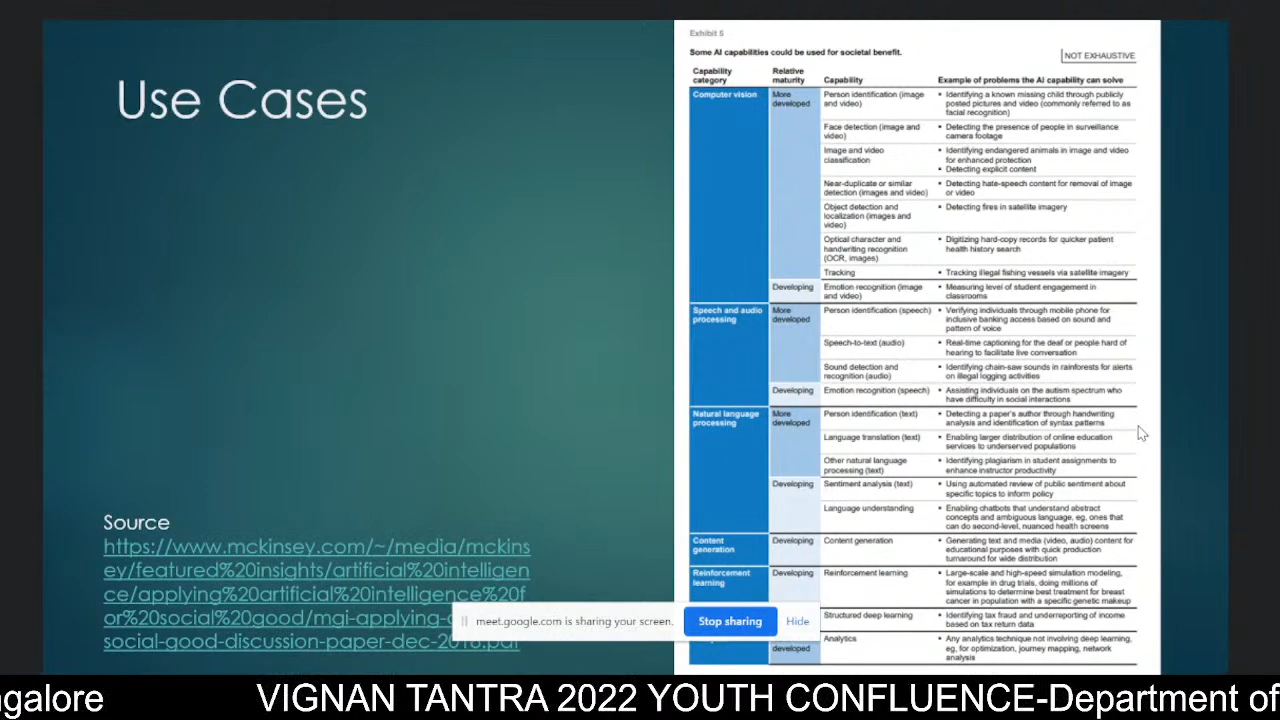 Use Cases
Source
https://www.mckinsey.com/~/media/mckins
ey/featured%20
cial%20intelligen
ce/applying%20
telligence%20f
or%20social%20
social-good-discussion-paper-dec-2018.pdf
Exhibit 5
Some AI capabilities could be used for societal benefit.
NOT EXHAUSTIVE
Capability category
Relative maturity
Capability
Example of problems the AI capability can solve
Computer vision
More developed
Person identification (image
and video)
• Identifying a known missing child through publicly
posted pictures and video (commonly referred to as
facial recognition)
Face detection (image and
video)
• Detecting the presence of people in surveillance
camera footage
Image and video
classification
• Identifying endangered animals in image and video
for enhanced protection
• Detecting explicit content
Near-duplicate or similar
detection (images and video)
• Detecting hate-speech content for removal of image
or video
Object detection and
localization (images and
video)
• Detecting fires in satellite imagery
Optical character and
handwriting recognition
(OCR, images)
• Digitizing hard-copy records for quicker patient
health history search
Tracking
• Tracking illegal fishing vessels via satellite imagery
Developing
Emotion recognition (image
and video)
• Measuring level of student engagement in
classrooms
Speech and audio
processing
More
developed
Person identification (speech)
• Verifying individuals through mobile phone for
inclusive banking access based on sound and
pattern of voice
Speech-to-text (audio)
• Real-time captioning for the deaf or people hard of
hearing to facilitate live conversation
Sound detection and
recognition (audio)
• Identifying chain-saw sounds in rainforests for alerts
on illegal logging activities
Developing
Emotion recognition (speech)
• Assisting individuals on the autism spectrum who
have difficulty in social interactions
Natural language
processing
More
developed
Person identification (text)
• Detecting a paper's author through handwriting
analysis and identification of syntax patterns
Language translation (text)
• Enabling larger distribution of online education
services to underserved populations
Other natural language
processing (text)
• Identifying plagiarism in student assignments to
enhance instructor productivity
Developing
Sentiment analysis (text)
• Using automated review of public sentiment about
specific topics to inform policy
Language understanding
• Enabling chatbots that understand abstract
concepts and ambiguous language, eg, ones that
can do second-level, nuanced health screens
Content
generation
Developing
Content generation
• Generating text and media (video, audio) content for
educational purposes with quick production
turnaround for wide distribution
Reinforcement
learning
Developing
Reinforcement learning
• Large-scale and high-speed simulation modeling,
for example in drug trials, doing millions of
simulations to determine best treatment for breast
cancer in population with a specific genetic makeup
Structured deep learning
• Identifying tax fraud and underreporting of income
based on tax return data
developed
Analytics
• Any analytics technique not involving deep learning,
eg, for optimization, journey mapping, network
analysis
meet.google.com is sharing your screen.
Stop sharing
Hide
ngalore VIGNAN TANTRA 2022 YOUTH CONFLUENCE-Department of